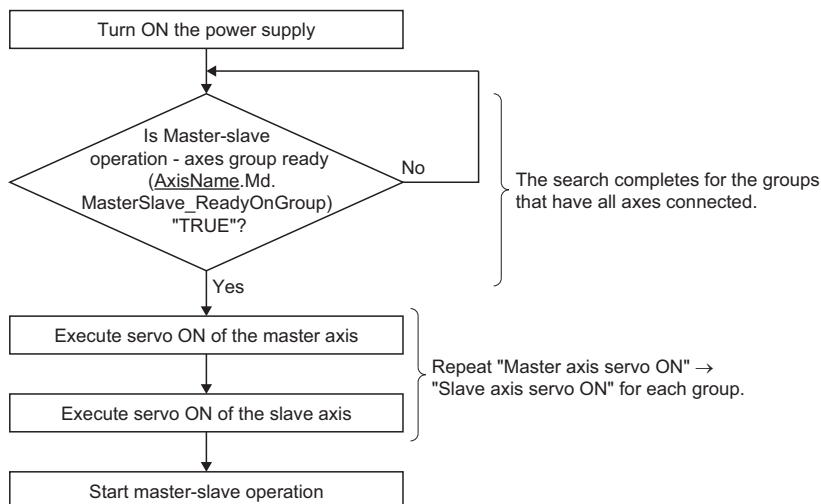 Turn ON the power supply
Is Master-slave
operation - axes group ready
(AxisName.Md.
MasterSlave_ReadyOnGroup)
"TRUE"?
No
The search completes for the groups
that have all axes connected.
Yes
Execute servo ON of the master axis
Repeat "Master axis servo ON" →
"Slave axis servo ON" for each group.
Execute servo ON of the slave axis
Start master-slave operation